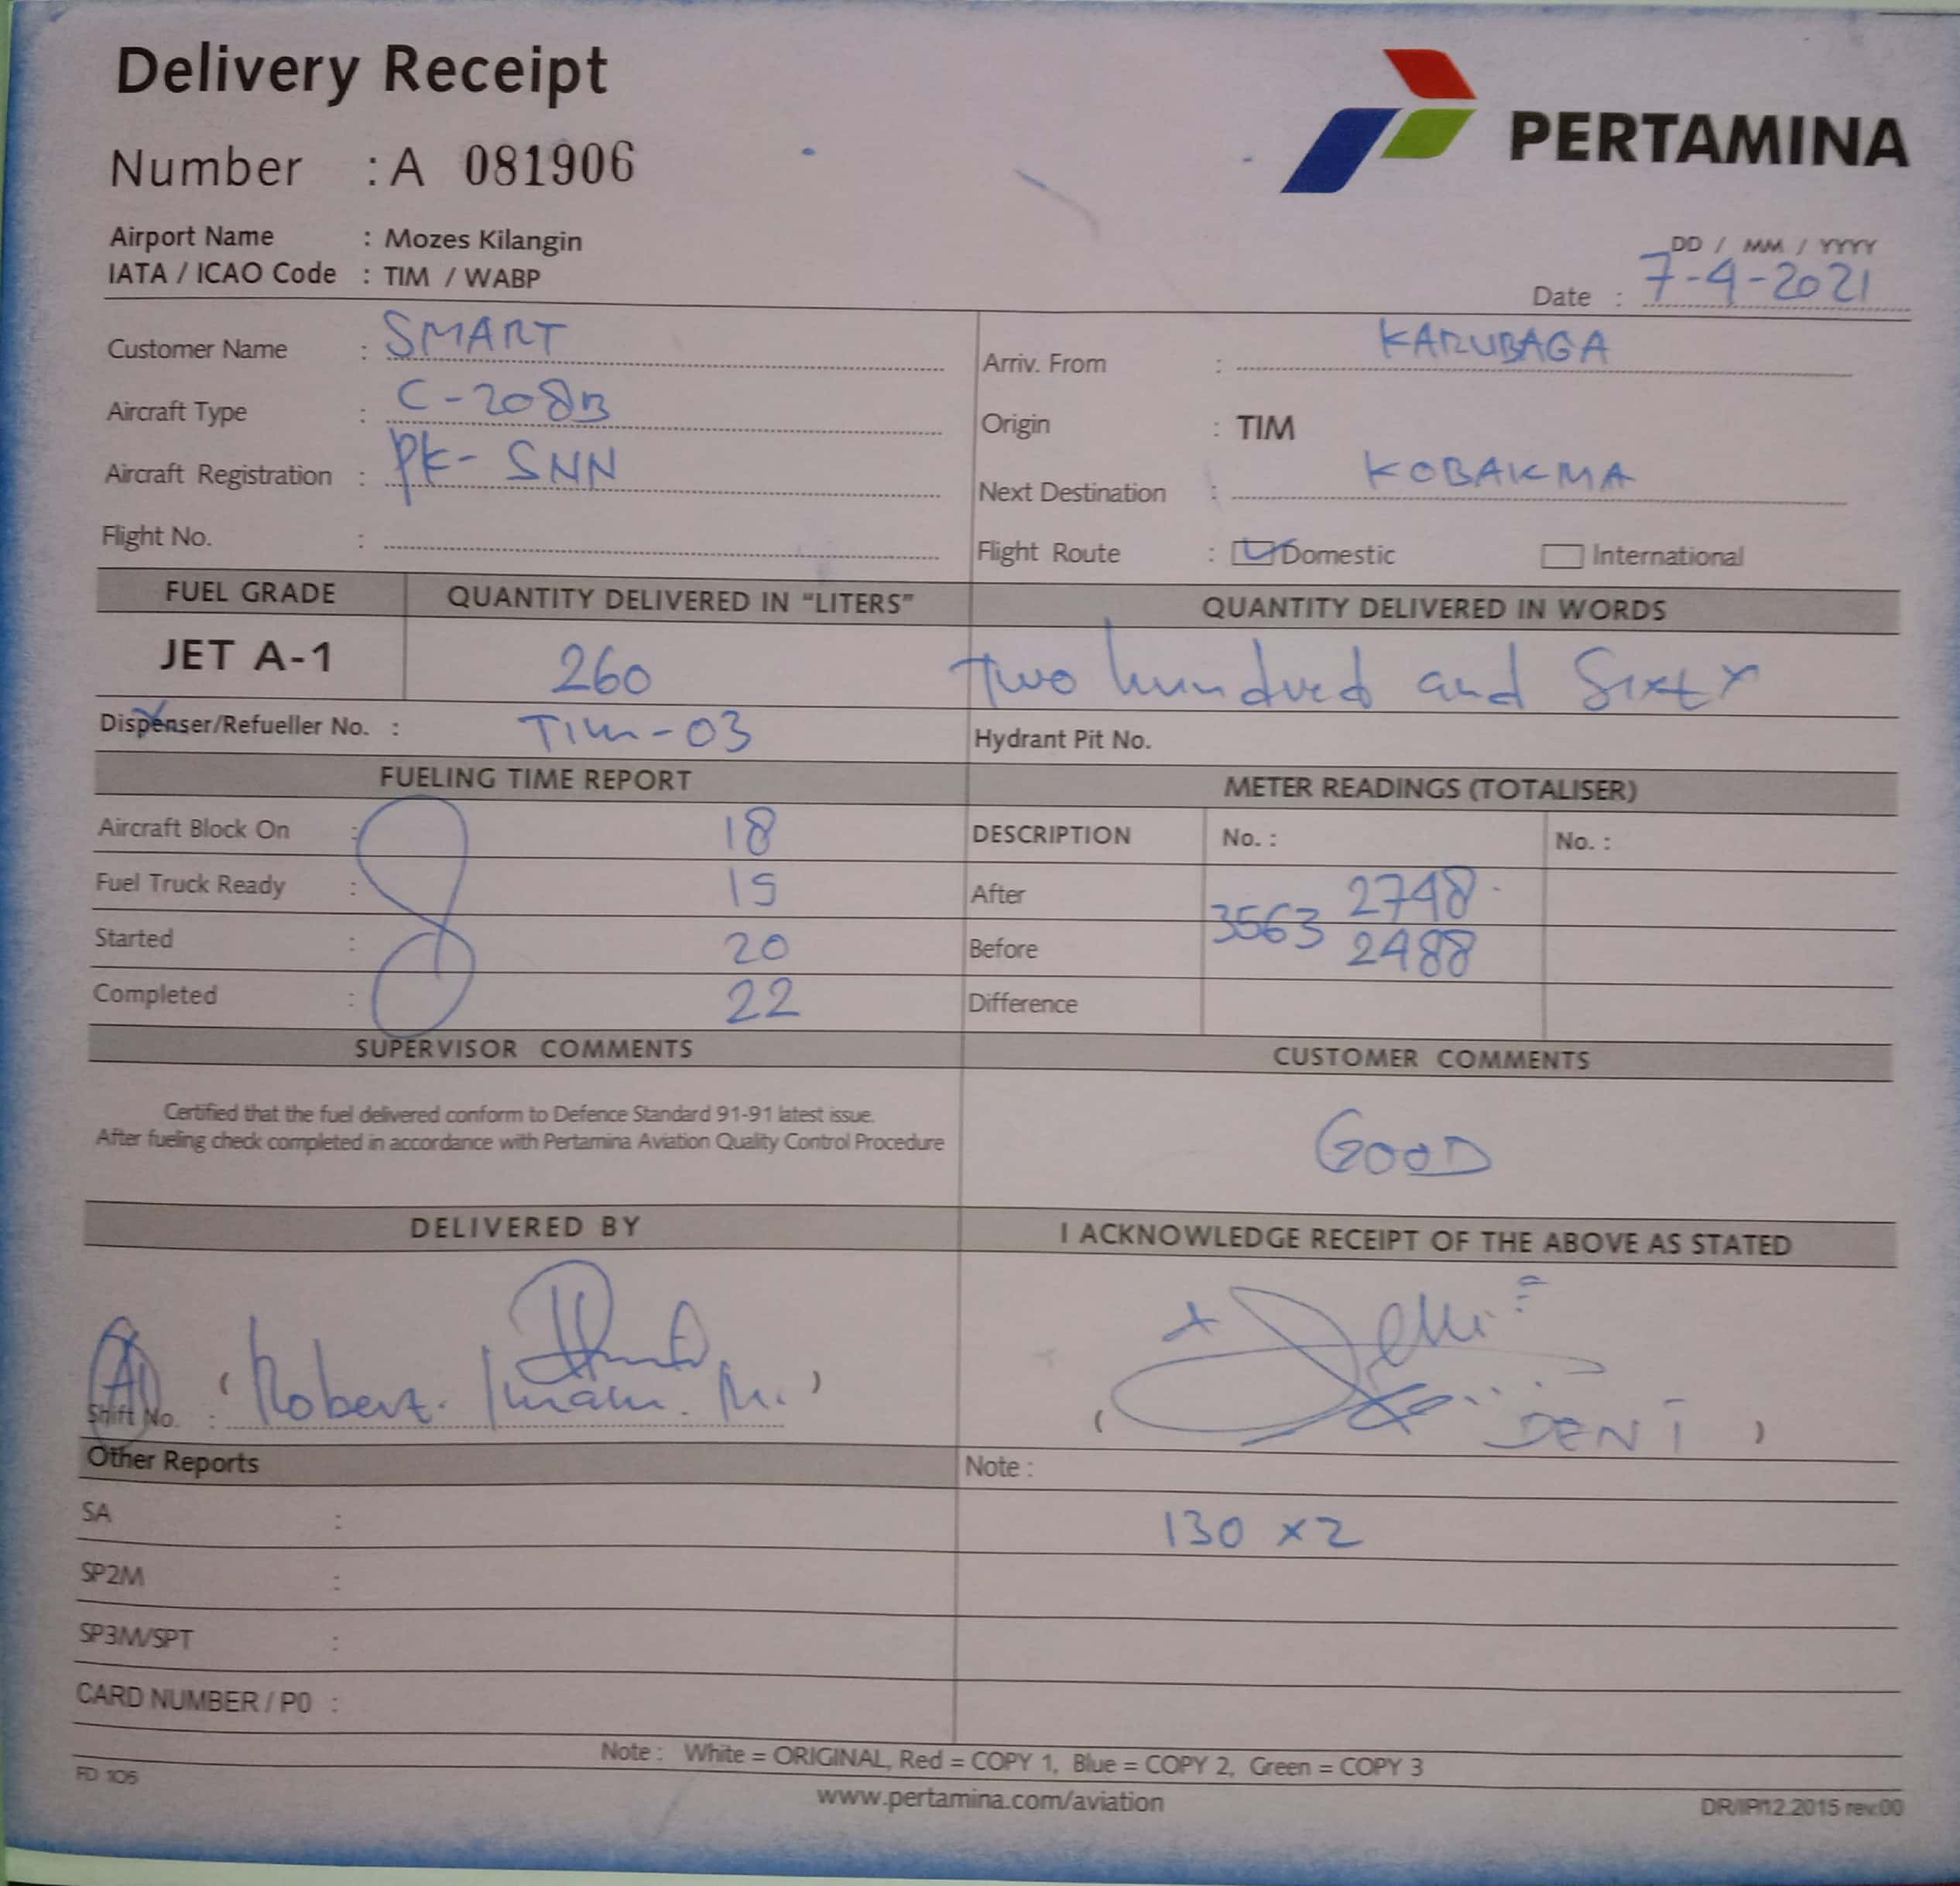 Delivery Receipt
PERTAMINA
Number : A 081906
Airport Name : Mozes Kilangin
IATA / ICAO Code : TIM / WABP
DD / MM / YYYY
Date : 7-4-2021
Customer Name : SMART
Arriv. From : KARUBAGA
Aircraft Type : C-208B
Origin : TIM
Aircraft Registration : PK-SNN
Next Destination : KOBAKMA
Flight No. :
Flight Route : Domestic International
FUEL GRADE QUANTITY DELIVERED IN "LITERS" QUANTITY DELIVERED IN WORDS
JET A-1 260 Two hundred and Sixty
Dispenser/Refueller No. : TIM-03 Hydrant Pit No.
FUELING TIME REPORT METER READINGS (TOTALISER)
Aircraft Block On : 18 DESCRIPTION No. : No. :
Fuel Truck Ready : 19 After 2748
3563
Started : 20 Before 2488
Completed : 22 Difference
SUPERVISOR COMMENTS CUSTOMER COMMENTS
Certified that the fuel delivered conform to Defence Standard 91-91 latest issue.
After fueling check completed in accordance with Pertamina Aviation Quality Control Procedure
GOOD
DELIVERED BY I ACKNOWLEDGE RECEIPT OF THE ABOVE AS STATED
Shift No. : (Robert. Imam. M.)
( DENI )
Other Reports Note :
SA : 130 x2
SP2M :
SP3M/SPT :
CARD NUMBER / PO :
Note : White = ORIGINAL, Red = COPY 1, Blue = COPY 2, Green = COPY 3
FD 105
www.pertamina.com/aviation
DR/IP/12.2015 rev.00